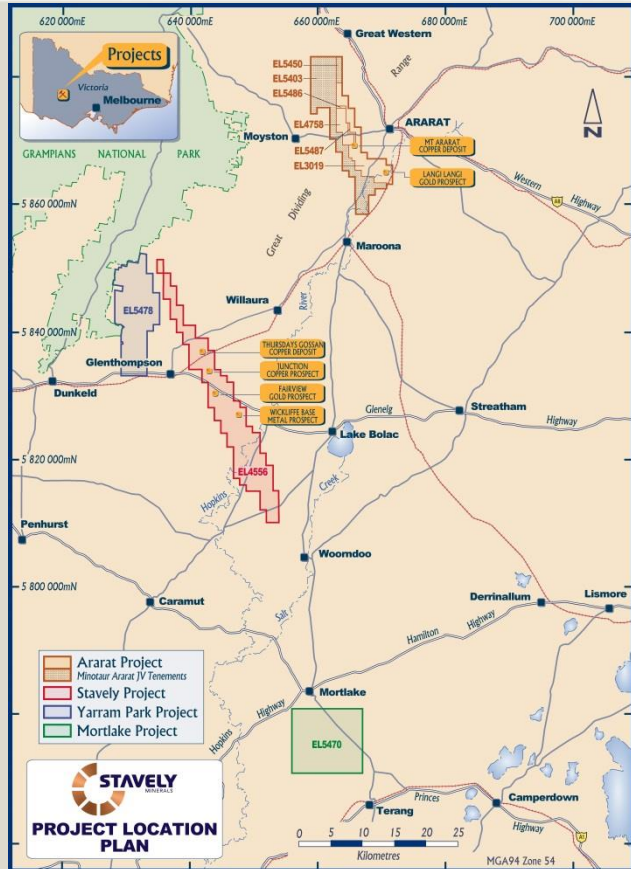 620 000mE
640 000mE
660 000mE
680 000mE
700 000mE
Projects
Victoria
Melbourne
GRAMPIANS NATIONAL PARK
Great Western
Range
EL5450
EL5403
EL5486
EL4758
EL5487
EL3019
ARARAT
Moyston
MT ARARAT
COPPER DEPOSIT
LANGI LANGI
GOLD PROSPECT
N
Western
Highway
A8
5 860 000mN
Dividing
Great
Maroona
River
Willaura
EL5478
5 840 000mN
Glenthompson
THURSDAYS GOSSAN
COPPER DEPOSIT
JUNCTION
COPPER PROSPECT
FAIRVIEW
GOLD PROSPECT
WICKLIFFE BASE
METAL PROSPECT
Dunkeld
Glenelg
Streatham
Highway
Lake Bolac
5 820 000mN
EL4556
Hopkins
Creek
Penhurst
Woorndoo
5 800 000mN
Caramut
Salt
Derrinallum
Lismore
Hamilton
Highway
Ararat Project
Minotaur Ararat JV Tenements
Stavely Project
Yarram Park Project
Mortlake Project
Mortlake
Hopkins
Highway
EL5470
STAVELY
MINERALS
PROJECT LOCATION
PLAN
Terang
Princes
Camperdown
Highway
A1
0 5 10 15 20 25
Kilometres
MGA94 Zone 54